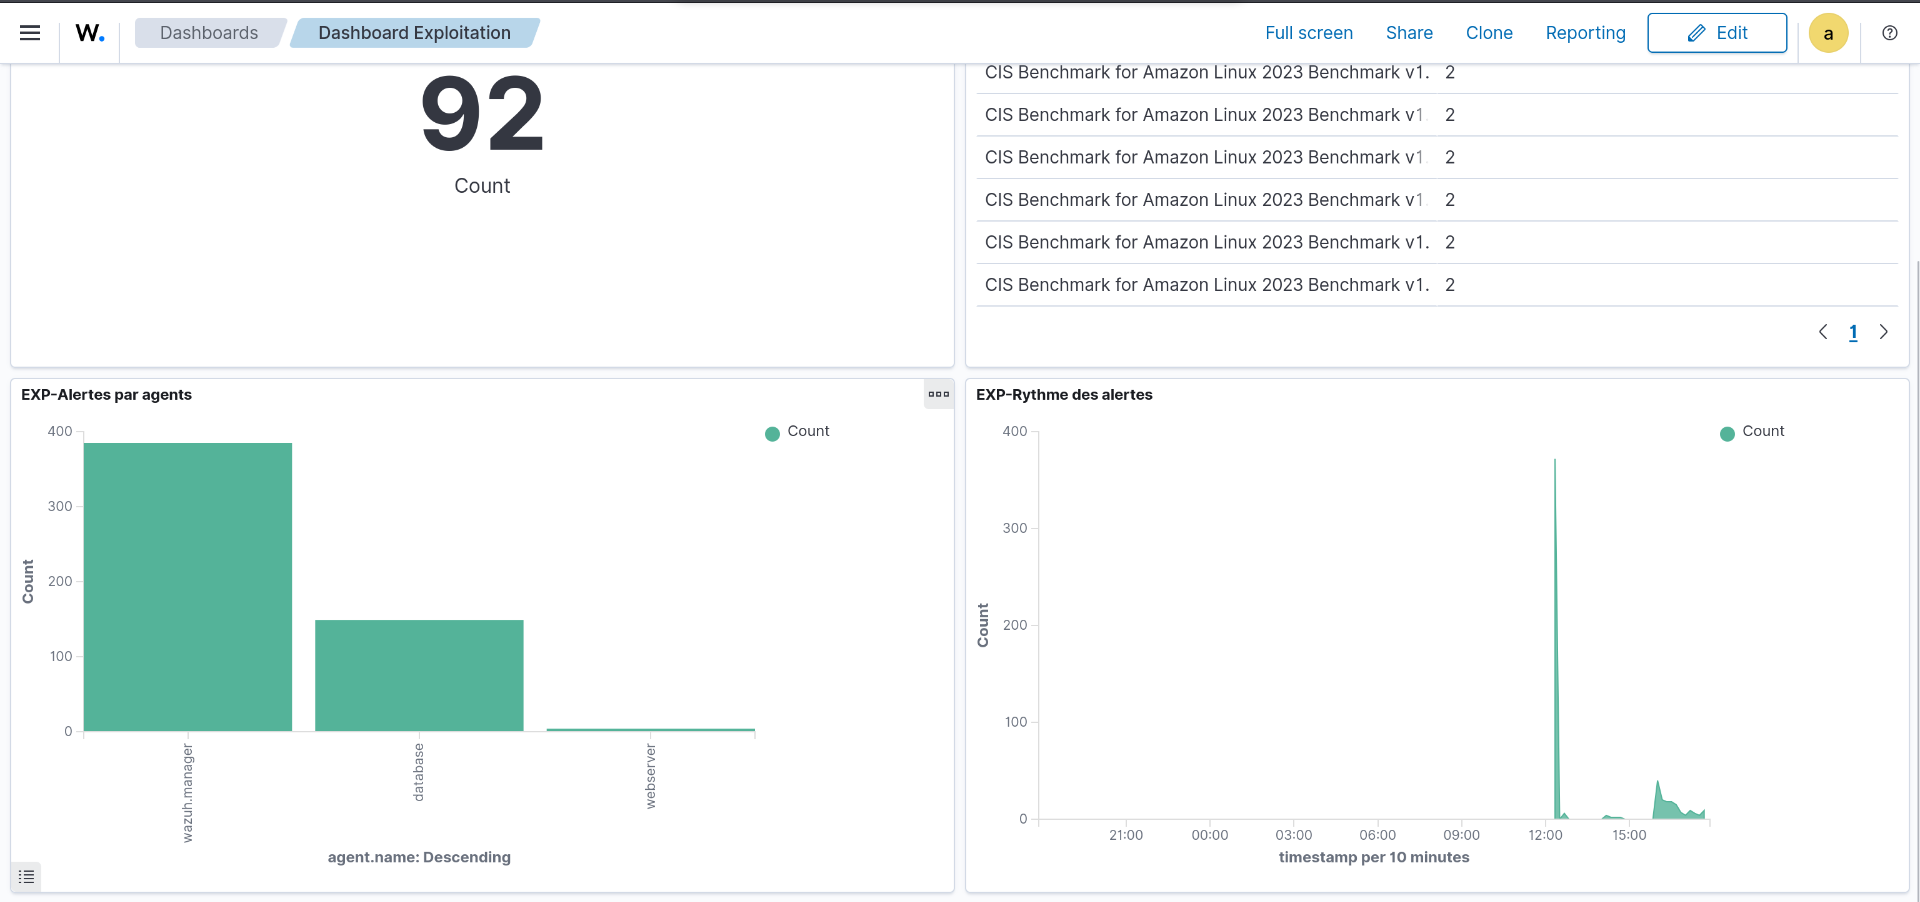 W.
Dashboards
Dashboard Exploitation
Full screen
Share
Clone
Reporting
Edit
a
92
Count
CIS Benchmark for Amazon Linux 2023 Benchmark v1. 2
CIS Benchmark for Amazon Linux 2023 Benchmark v1. 2
CIS Benchmark for Amazon Linux 2023 Benchmark v1. 2
CIS Benchmark for Amazon Linux 2023 Benchmark v1. 2
CIS Benchmark for Amazon Linux 2023 Benchmark v1. 2
CIS Benchmark for Amazon Linux 2023 Benchmark v1. 2
1
EXP-Alertes par agents
Count
400
300
200
100
0
Count
wazuh.manager
database
webserver
agent.name: Descending
EXP-Rythme des alertes
Count
400
300
200
100
0
Count
21:00
00:00
03:00
06:00
09:00
12:00
15:00
timestamp per 10 minutes